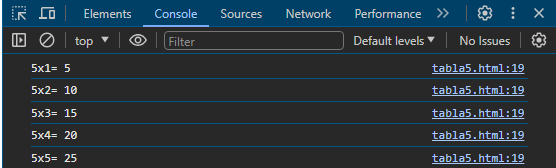 Elements Console Sources Network Performance
top Filter Default levels No Issues
5x1= 5 tabla5.html:19
5x2= 10 tabla5.html:19
5x3= 15 tabla5.html:19
5x4= 20 tabla5.html:19
5x5= 25 tabla5.html:19